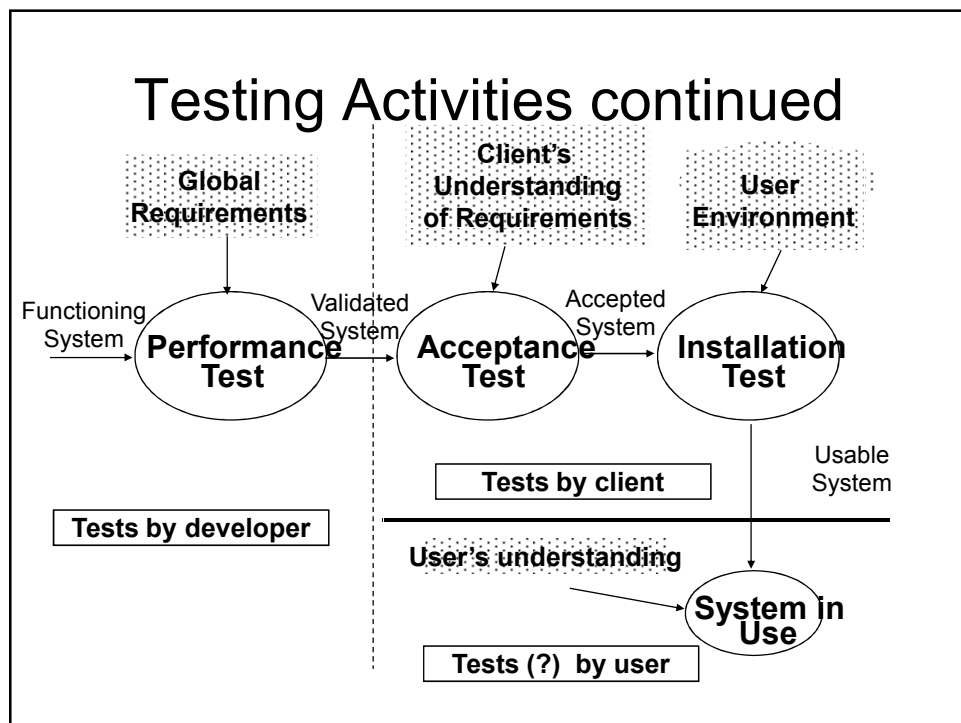 Testing Activities continued
Global
Requirements
Client’s
Understanding
of Requirements
User
Environment
Functioning
System
Performance
Test
Validated
System
Acceptance
Test
Accepted
System
Installation
Test
Usable
System
Tests by client
Tests by developer
User’s understanding
System in
Use
Tests (?)  by user